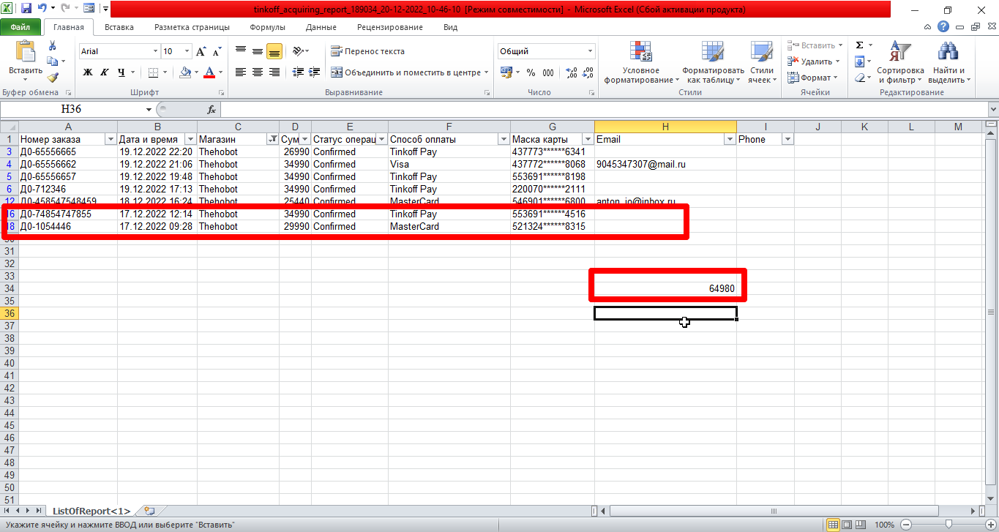 tinkoff_acquiring_report_189034_20-12-2022_10-46-10 [Режим совместимости] - Microsoft Excel (Сбой активации продукта)
Файл Главная Вставка Разметка страницы Формулы Данные Рецензирование Вид
Вставить
Буфер обмена
Arial 10
Ж К Ч
Шрифт
Перенос текста
Объединить и поместить в центре
Выравнивание
Общий
% 000
Число
Условное форматирование
Форматировать как таблицу
Стили ячеек
Стили
Вставить
Удалить
Формат
Ячейки
Σ
Сортировка и фильтр
Найти и выделить
Редактирование
H36 fx
A B C D E F G H I J K L M
1 Номер заказа Дата и время Магазин Сум Статус операц Способ оплаты Маска карты Email Phone
3 Д0-65556665 19.12.2022 22:20 Thehobot 26990 Confirmed Tinkoff Pay 437773******6341
4 Д0-65556662 19.12.2022 21:06 Thehobot 34990 Confirmed Visa 437772******8068 9045347307@mail.ru
5 Д0-65556657 19.12.2022 19:48 Thehobot 34990 Confirmed Tinkoff Pay 553691******8198
6 Д0-712346 19.12.2022 17:13 Thehobot 34990 Confirmed Tinkoff Pay 220070******2111
12 Д0-458547548459 18.12.2022 16:24 Thehobot 25440 Confirmed MasterCard 546901******6800 anton_io@inbox.ru
16 Д0-74854747855 17.12.2022 12:14 Thehobot 34990 Confirmed Tinkoff Pay 553691******4516
18 Д0-1054446 17.12.2022 09:28 Thehobot 29990 Confirmed MasterCard 521324******8315
30
31
32
33
34 64980
35
36
37
38
39
40
41
42
43
44
45
46
47
48
49
50
51
ListOfReport<1>
Укажите ячейку и нажмите ВВОД или выберите "Вставить"
100%